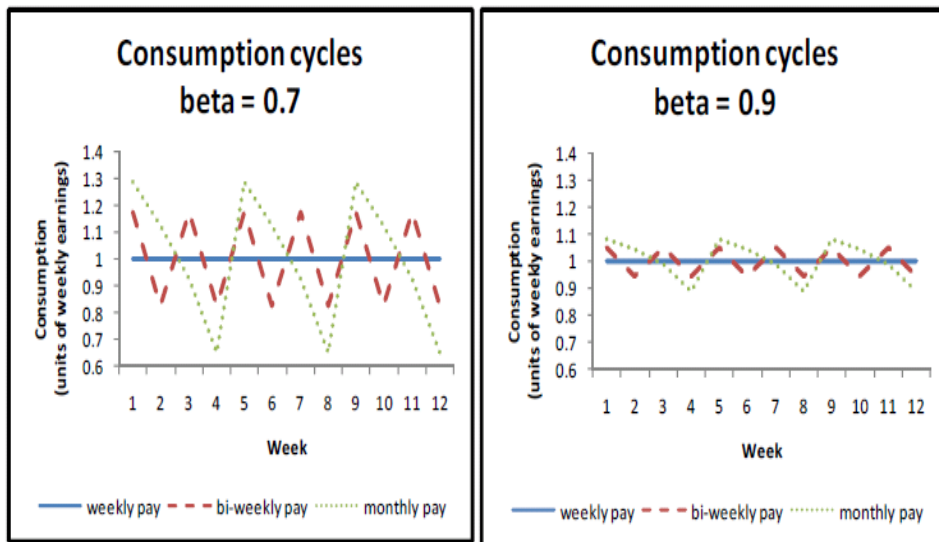 Consumption cycles
beta = 0.7
Consumption
(units of weekly earnings)
1.4
1.3
1.2
1.1
1
0.9
0.8
0.7
0.6
1 2 3 4 5 6 7 8 9 10 11 12
Week
weekly pay bi-weekly pay monthly pay
Consumption cycles
beta = 0.9
Consumption
(units of weekly earnings)
1.4
1.3
1.2
1.1
1
0.9
0.8
0.7
0.6
1 2 3 4 5 6 7 8 9 10 11 12
Week
weekly pay bi-weekly pay monthly pay